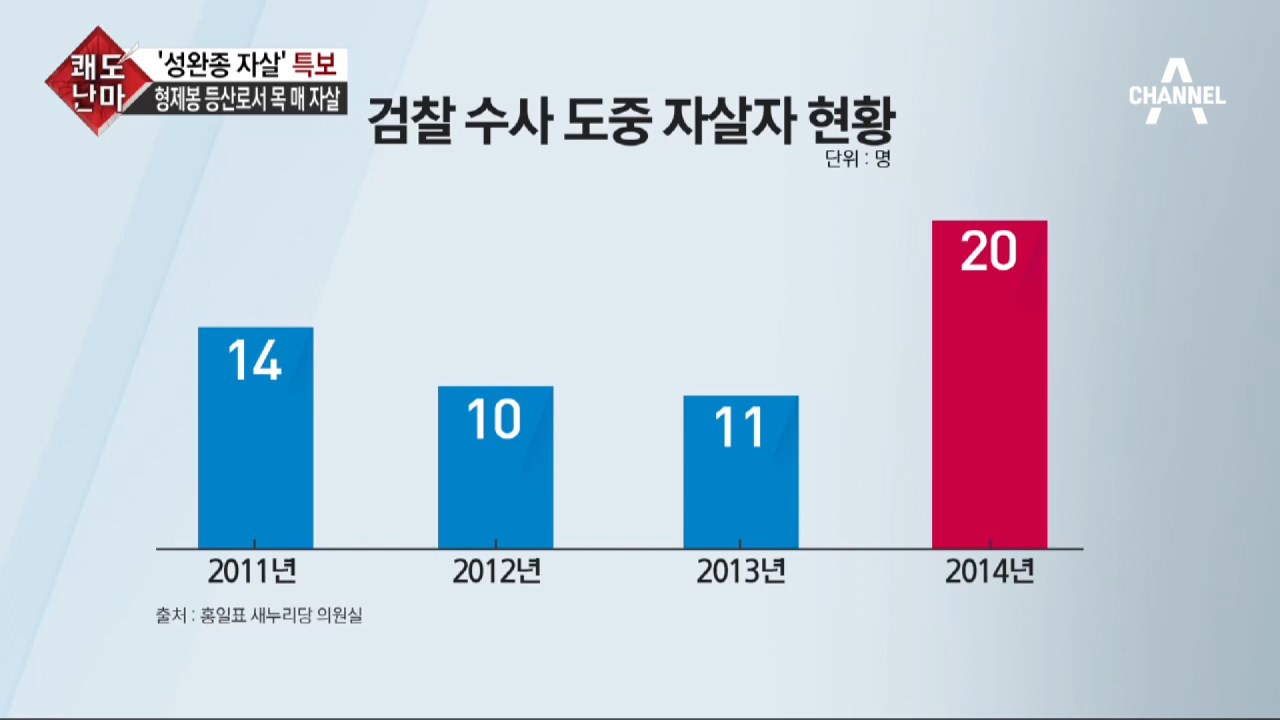 쾌도
난마
'성완종 자살' 특보
형제봉 등산로서 목 매 자살
CHANNEL A
검찰 수사 도중 자살자 현황
단위 : 명
14
10
11
20
2011년
2012년
2013년
2014년
출처 : 홍일표 새누리당 의원실